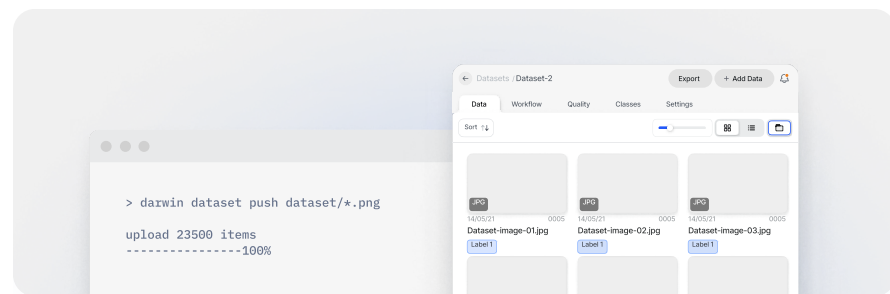 > darwin dataset push dataset/*.png
upload 23500 items
---------------100%
Datasets / Dataset-2
Export
+ Add Data
Data Workflow Quality Classes Settings
Sort ↑↓
JPG JPG JPG
14/05/21 0005 14/05/21 0005 14/05/21 0005
Dataset-image-01.jpg Dataset-image-02.jpg Dataset-image-03.jpg
Label 1 Label 1 Label 1